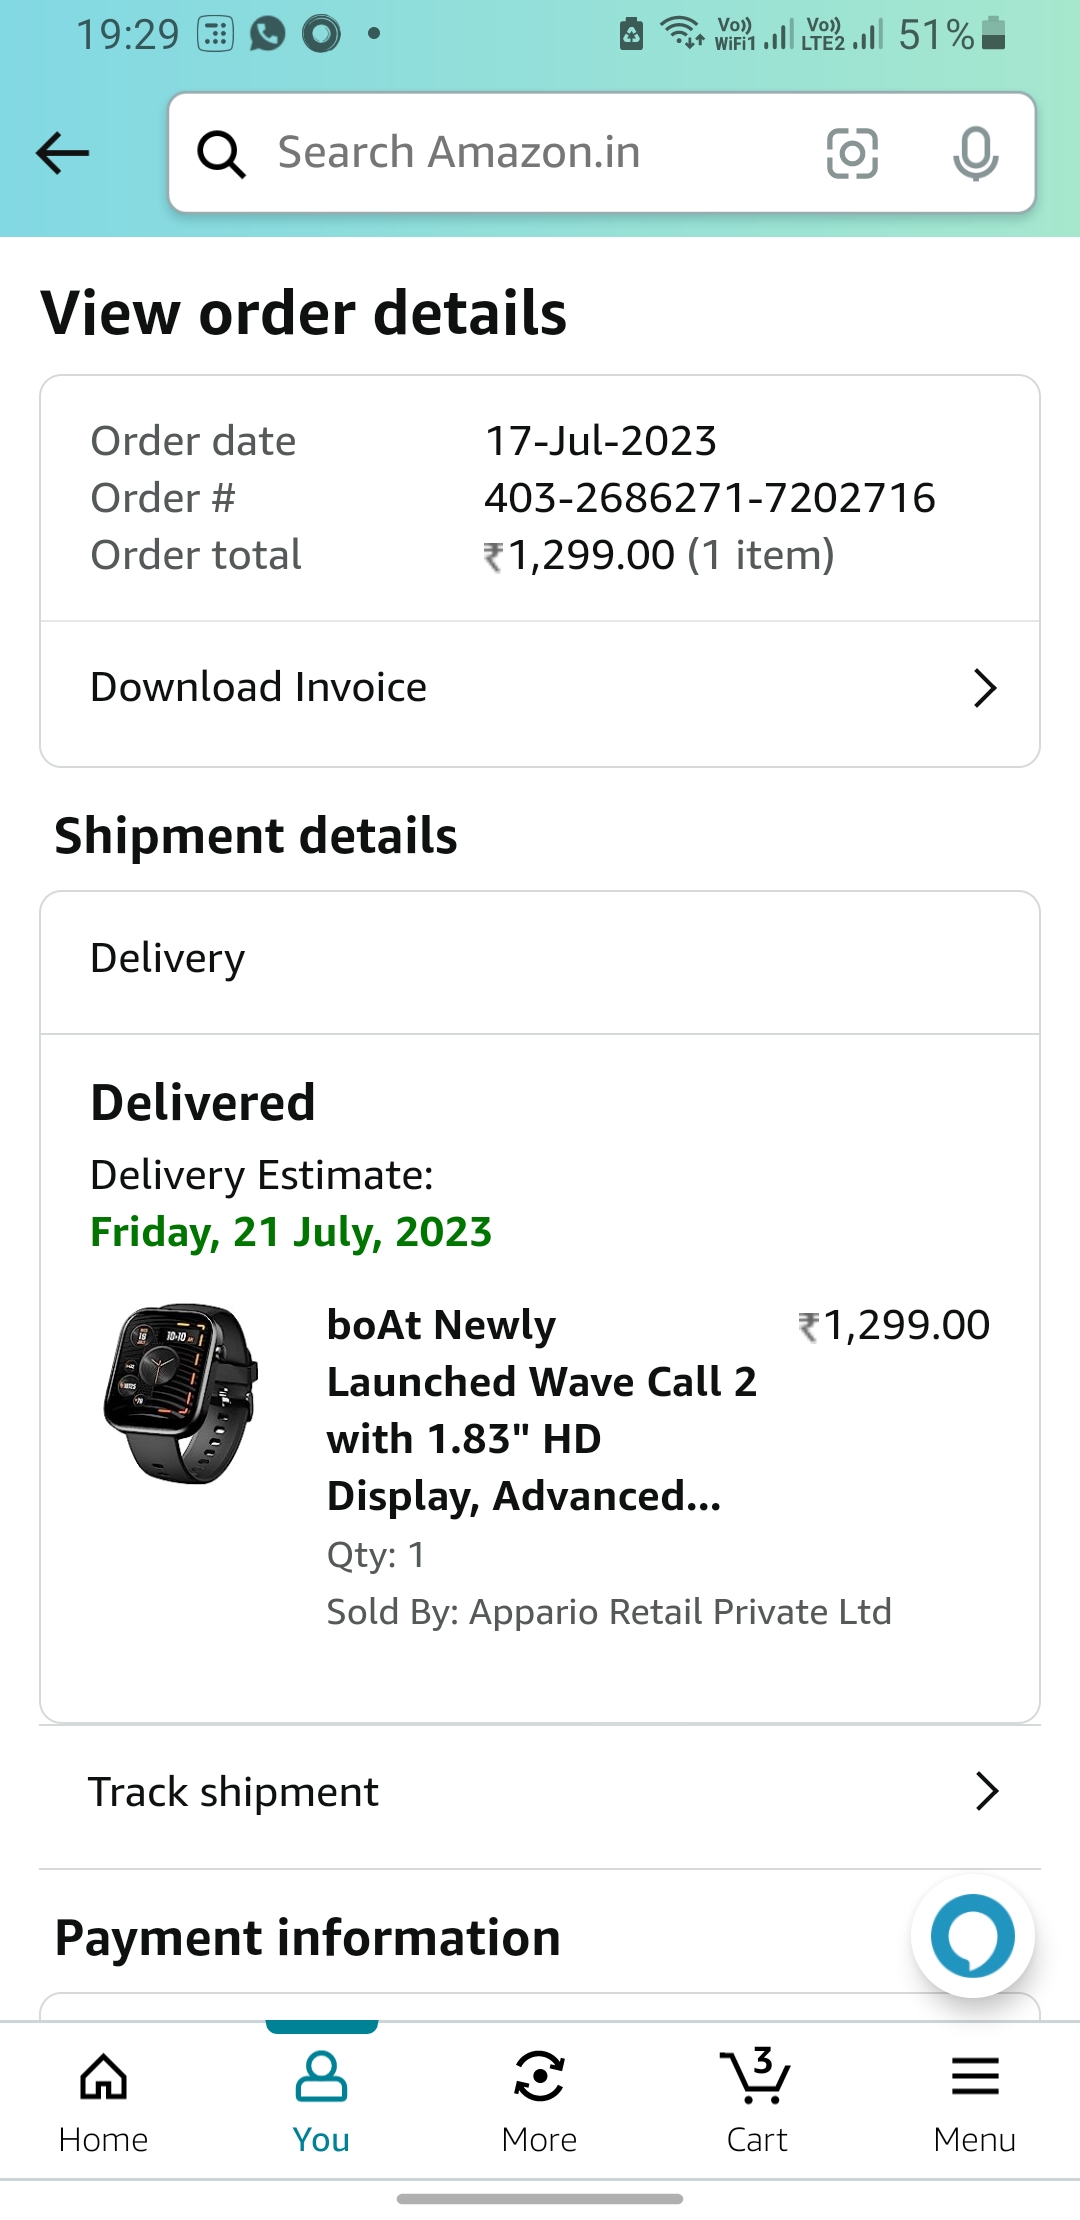 19:29 Vo)) WiFi1 Vo)) LTE2 51%
Search Amazon.in
View order details
Order date 17-Jul-2023
Order # 403-2686271-7202716
Order total ₹1,299.00 (1 item)
Download Invoice
Shipment details
Delivery
Delivered
Delivery Estimate:
Friday, 21 July, 2023
boAt Newly ₹1,299.00
Launched Wave Call 2
with 1.83" HD
Display, Advanced...
Qty: 1
Sold By: Appario Retail Private Ltd
10:10
Track shipment
Payment information
3
Home You More Cart Menu